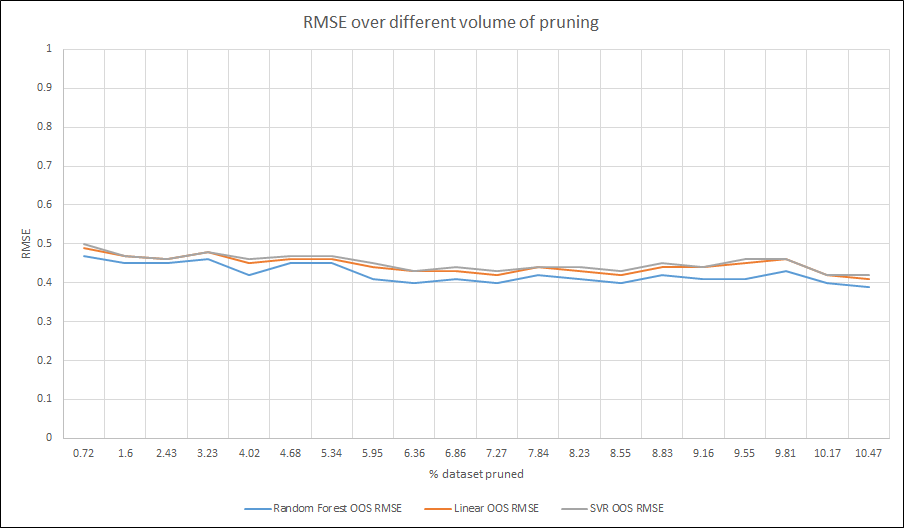 RMSE over different volume of pruning
1
0.9
0.8
0.7
0.6
0.5
0.4
0.3
0.2
0.1
0
RMSE
0.72 1.6 2.43 3.23 4.02 4.68 5.34 5.95 6.36 6.86 7.27 7.84 8.23 8.55 8.83 9.16 9.55 9.81 10.17 10.47
% dataset pruned
Random Forest OOS RMSE Linear OOS RMSE SVR OOS RMSE